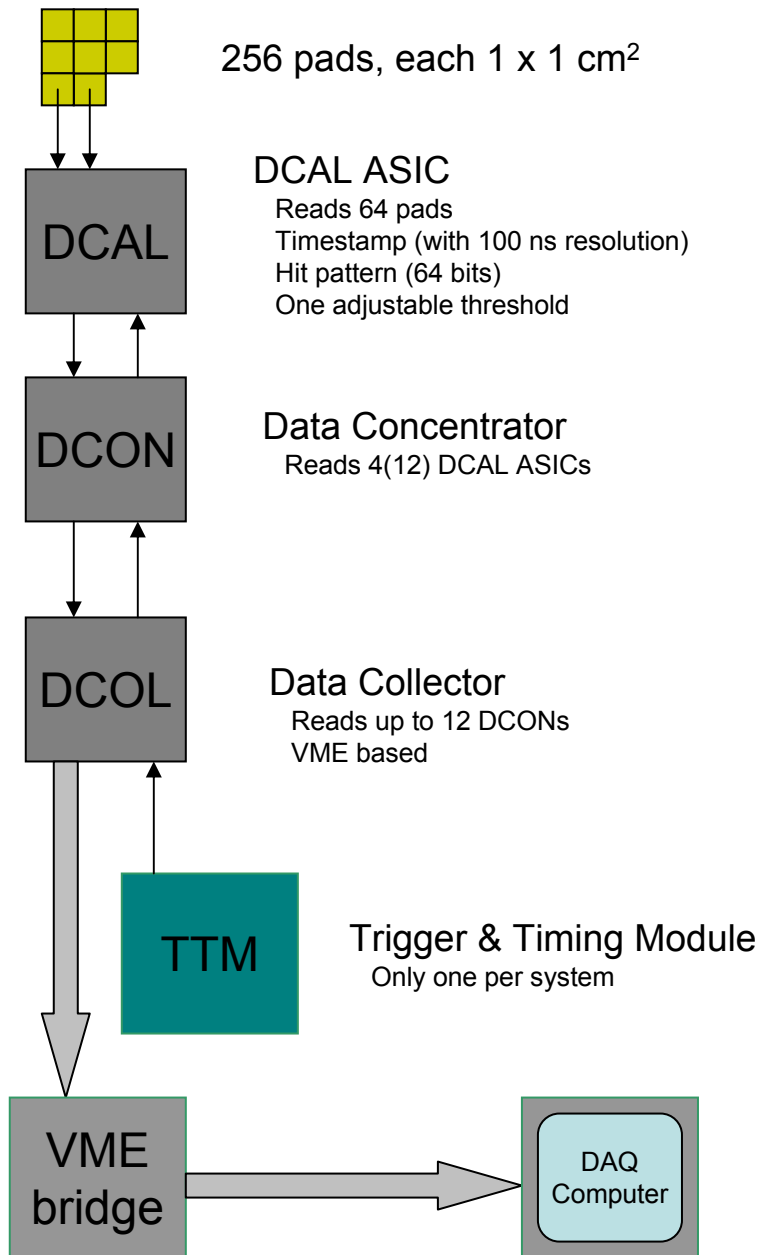 256 pads, each 1 x 1 cm²
DCAL
DCAL ASIC
Reads 64 pads
Timestamp (with 100 ns resolution)
Hit pattern (64 bits)
One adjustable threshold
DCON
Data Concentrator
Reads 4(12) DCAL ASICs
DCOL
Data Collector
Reads up to 12 DCONs
VME based
TTM
Trigger & Timing Module
Only one per system
VME
bridge
DAQ
Computer